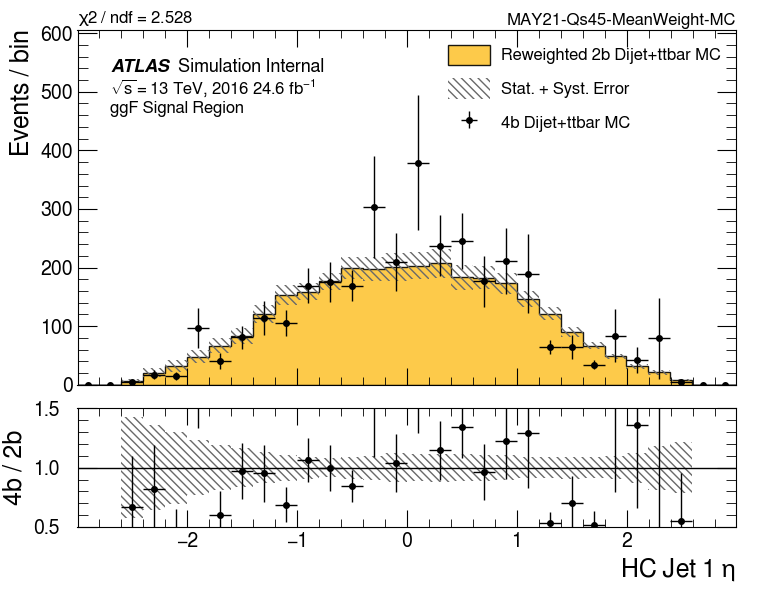 χ2 / ndf = 2.528
MAY21-Qs45-MeanWeight-MC
Events / bin
600
500
400
300
200
100
0
ATLAS Simulation Internal
√s = 13 TeV, 2016 24.6 fb⁻¹
ggF Signal Region
Reweighted 2b Dijet+ttbar MC
Stat. + Syst. Error
4b Dijet+ttbar MC
4b / 2b
1.5
1.0
0.5
−2 −1 0 1 2
HC Jet 1 η